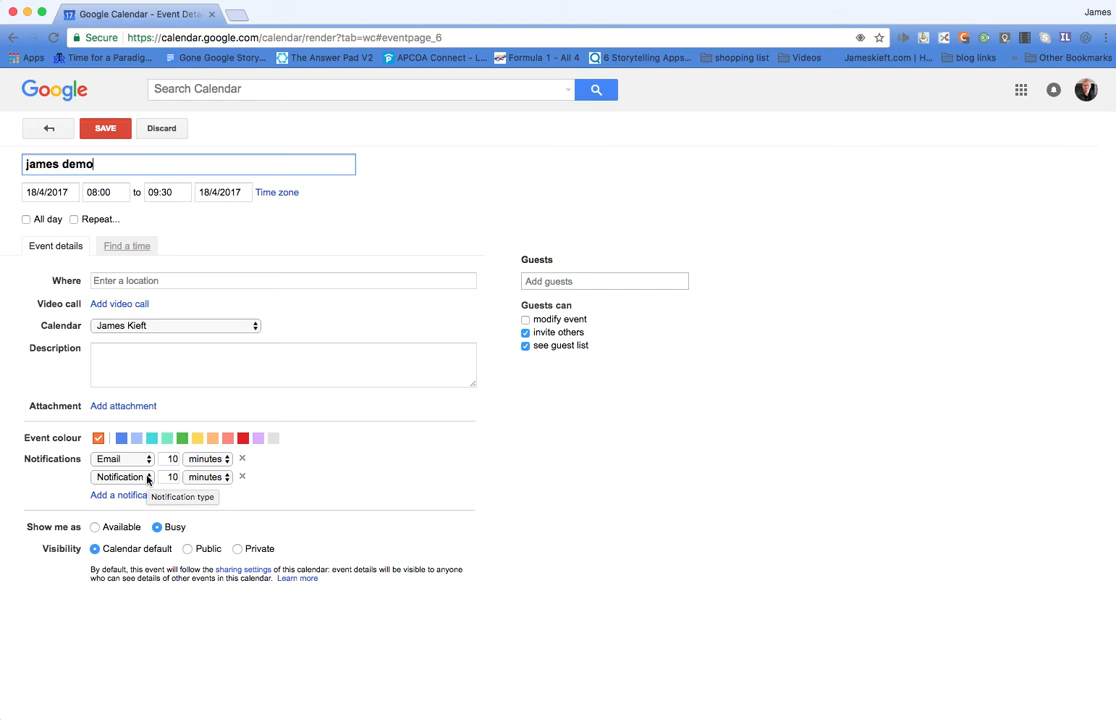 Google Calendar - Event Deta
James
Secure https://calendar.google.com/calendar/render?tab=wc#eventpage_6
Apps Time for a Paradig... Gone Google Story... The Answer Pad V2 APCOA Connect - L... Formula 1 - All 4 6 Storytelling Apps... shopping list Videos Jameskieft.com | H... blog links » Other Bookmarks
Google Search Calendar
SAVE Discard
james demo
18/4/2017 08:00 to 09:30 18/4/2017 Time zone
All day Repeat...
Event details Find a time
Guests
Where Enter a location
Add guests
Video call Add video call
Guests can
modify event
Calendar James Kieft
invite others
Description
see guest list
Attachment Add attachment
Event colour
Notifications Email 10 minutes
Notification 10 minutes
Add a notifica
Notification type
Show me as Available Busy
Visibility Calendar default Public Private
By default, this event will follow the sharing settings of this calendar: event details will be visible to anyone
who can see details of other events in this calendar. Learn more